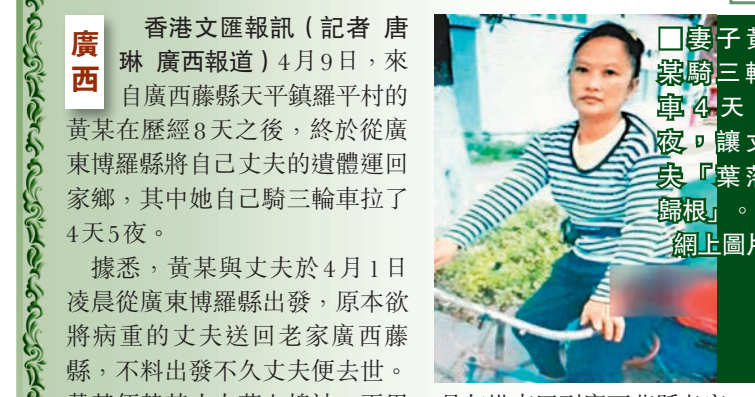 廣西
香港文匯報訊（記者 唐
琳 廣西報道）4月9日，來
自廣西藤縣天平鎮羅平村的
黃某在歷經8天之後，終於從廣
東博羅縣將自己丈夫的遺體運回
家鄉，其中她自己騎三輪車拉了
4天5夜。
據悉，黃某與丈夫於4月1日
凌晨從廣東博羅縣出發，原本欲
將病重的丈夫送回老家廣西藤
縣，不料出發不久丈夫便去世。
□妻子黃
某騎三輪
車4天
夜，讓丈
夫「葉落
歸根」。
網上圖片